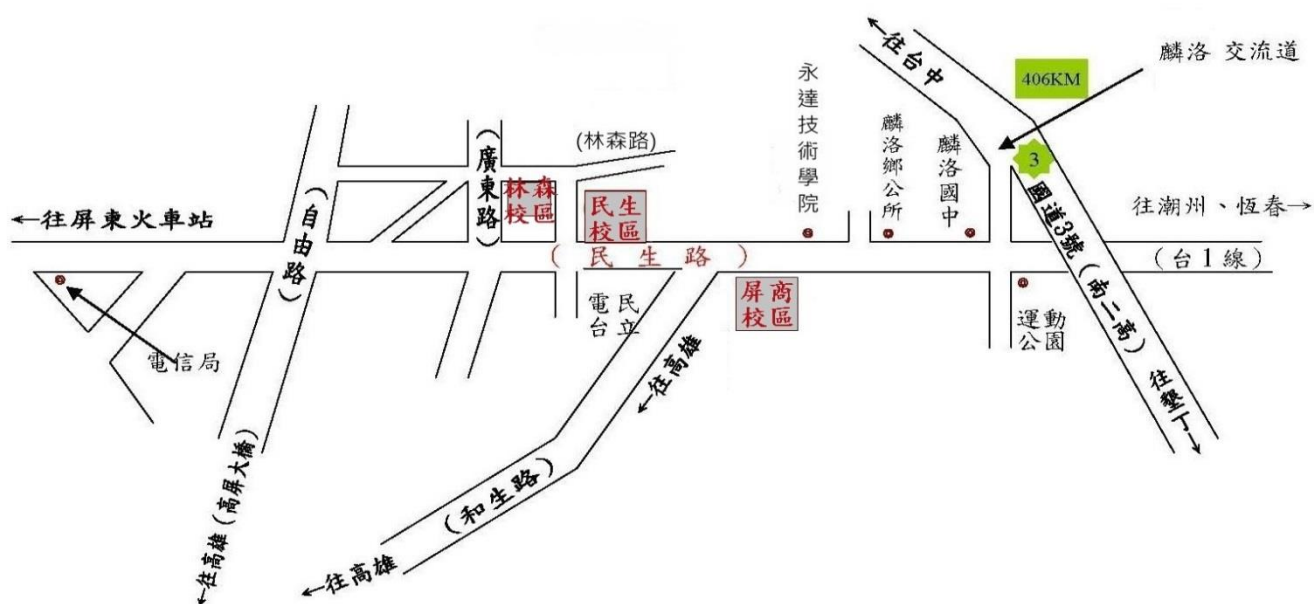 ←往台中
麟洛 交流道
406KM
永達技術學院
麟洛鄉公所
麟洛國中
(林森路)
(廣東路)
3
林森
校區
民生
校區
←往屏東火車站
(自由路)
(民生路)
國道3號(南二高)往墾丁→
往潮州、恆春→
(台1線)
屏商
校區
電民
台立
運動
公園
電信局
←往高雄
←往高雄(高屏大橋)
(和生路)
←往高雄